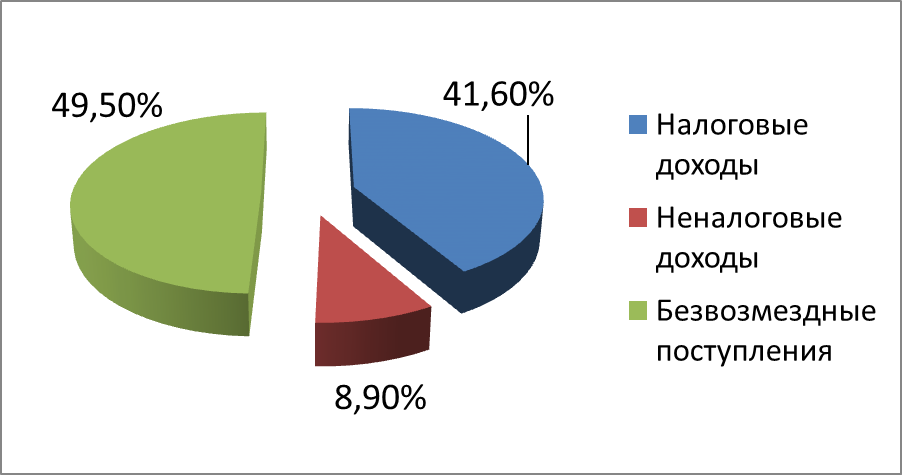 49,50%
41,60%
8,90%
Налоговые
доходы
Неналоговые
доходы
Безвозмездные
поступления